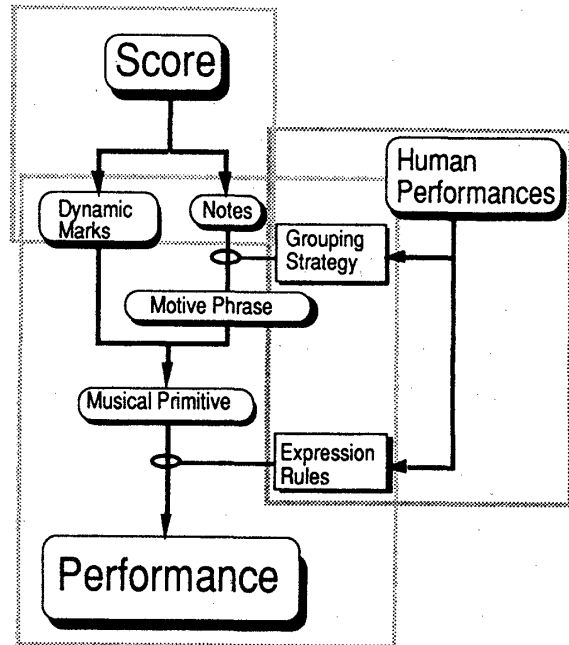 Score
Human
Performances
Dynamic
Marks
Notes
Grouping
Strategy
Motive Phrase
Musical Primitive
Expression
Rules
Performance